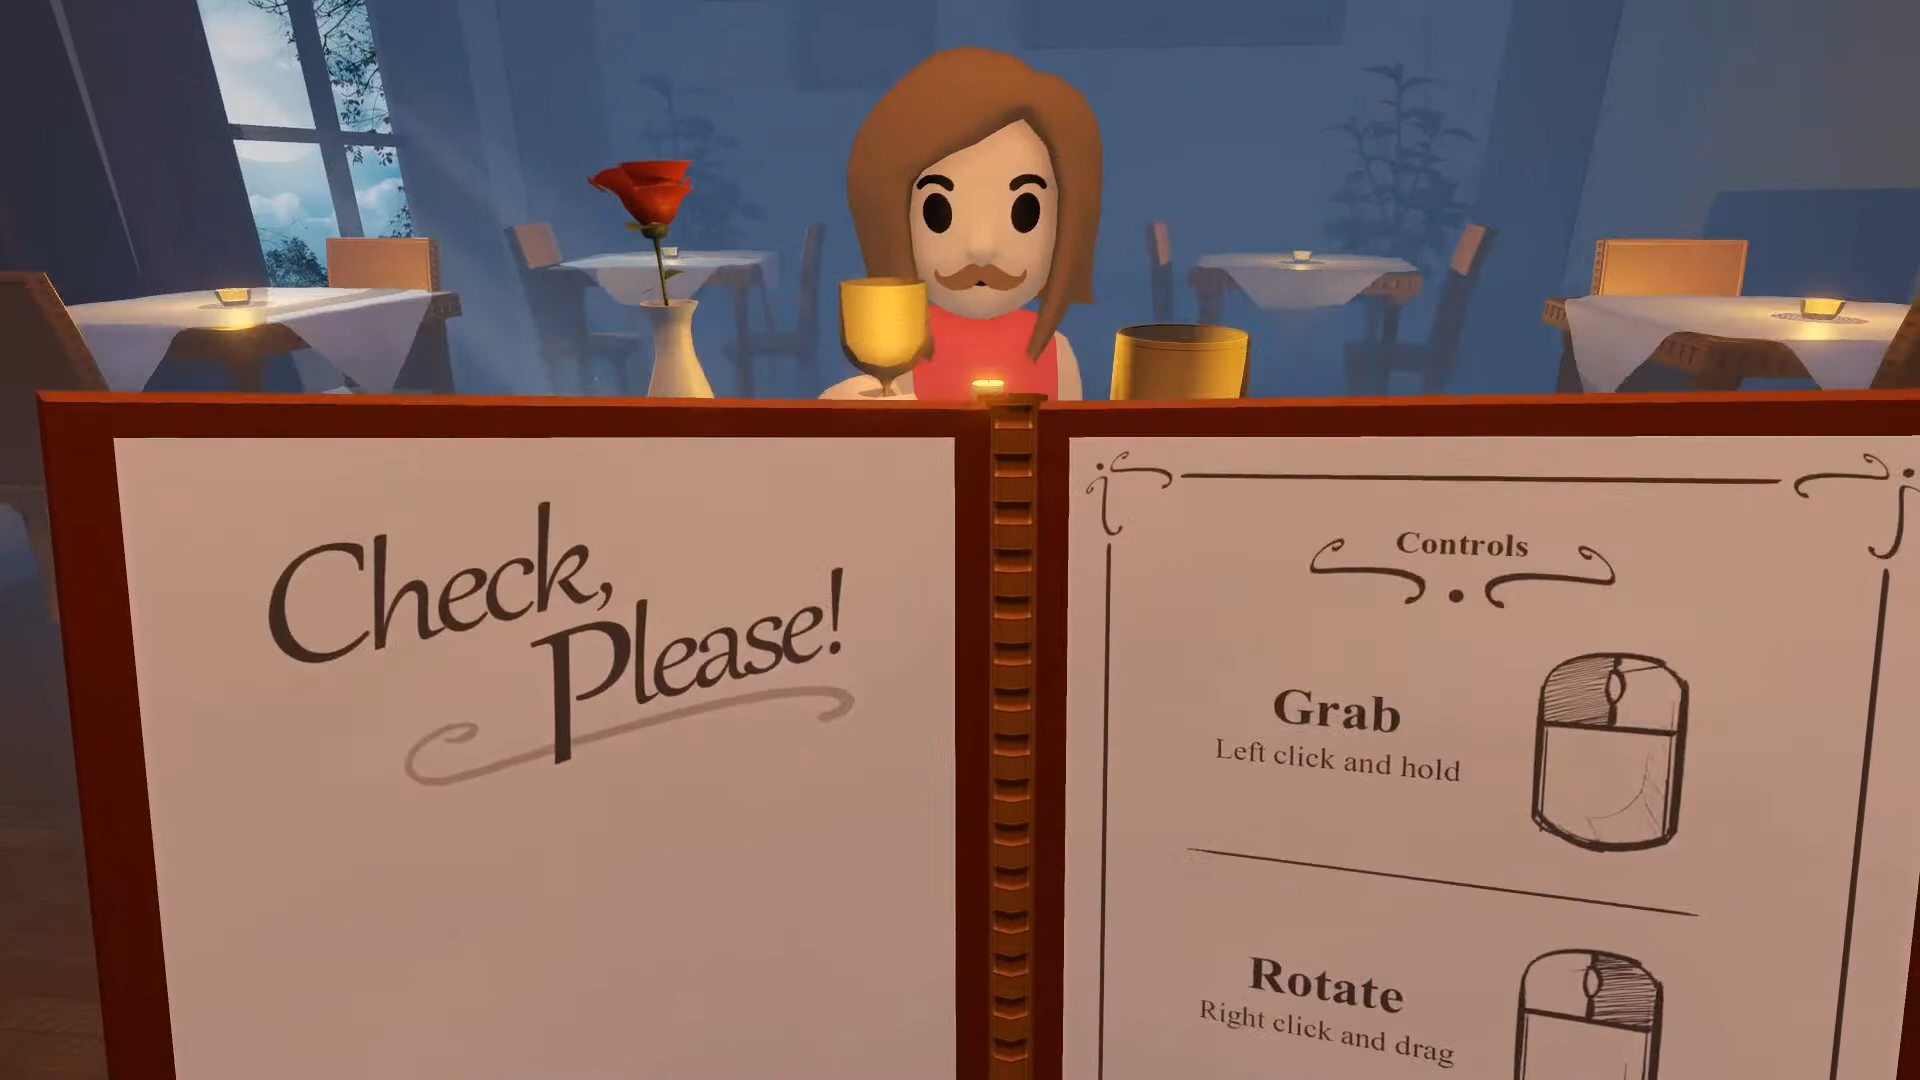 Check,
Please!
Controls
Grab
Left click and hold
Rotate
Right click and drag